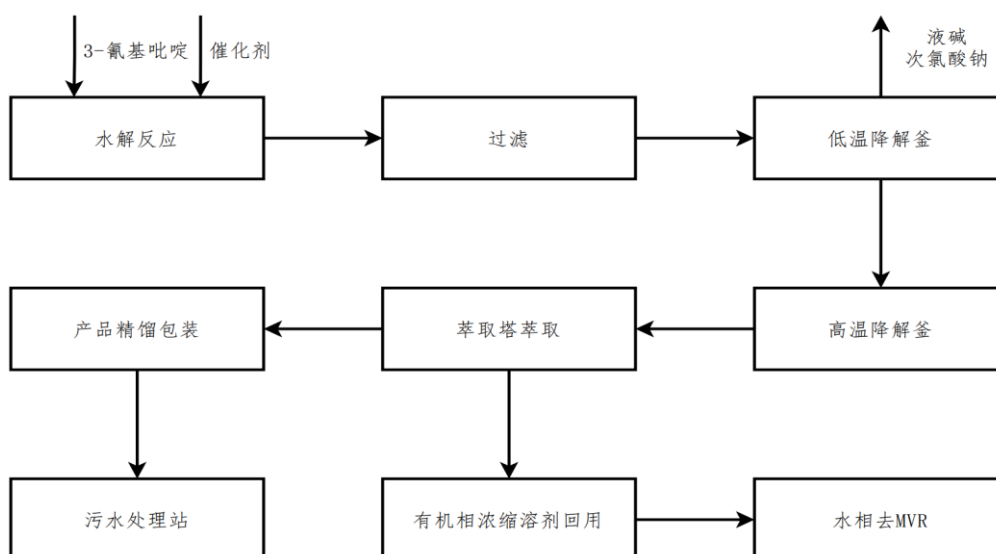 3-氰基吡啶
催化剂
液碱
次氯酸钠
水解反应
过滤
低温降解釜
产品精馏包装
萃取塔萃取
高温降解釜
污水处理站
有机相浓缩溶剂回用
水相去MVR